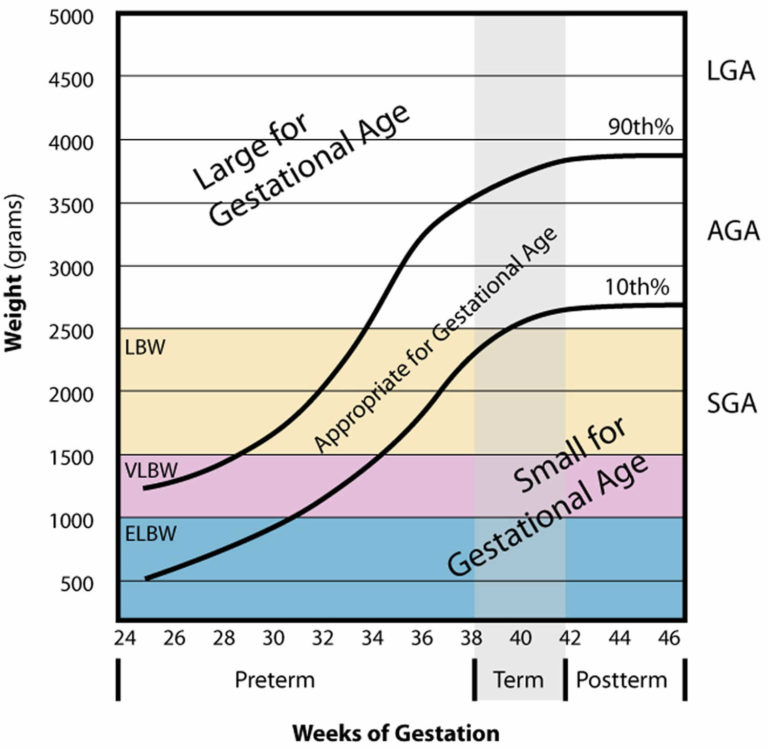 5000
4500
4000
3500
3000
2500
2000
1500
1000
500
Weight (grams)
Large for
Gestational Age
90th%
Appropriate for Gestational Age
10th%
Small for
Gestational Age
LBW
VLBW
ELBW
LGA
AGA
SGA
24 26 28 30 32 34 36 38 40 42 44 46
Preterm Term Postterm
Weeks of Gestation